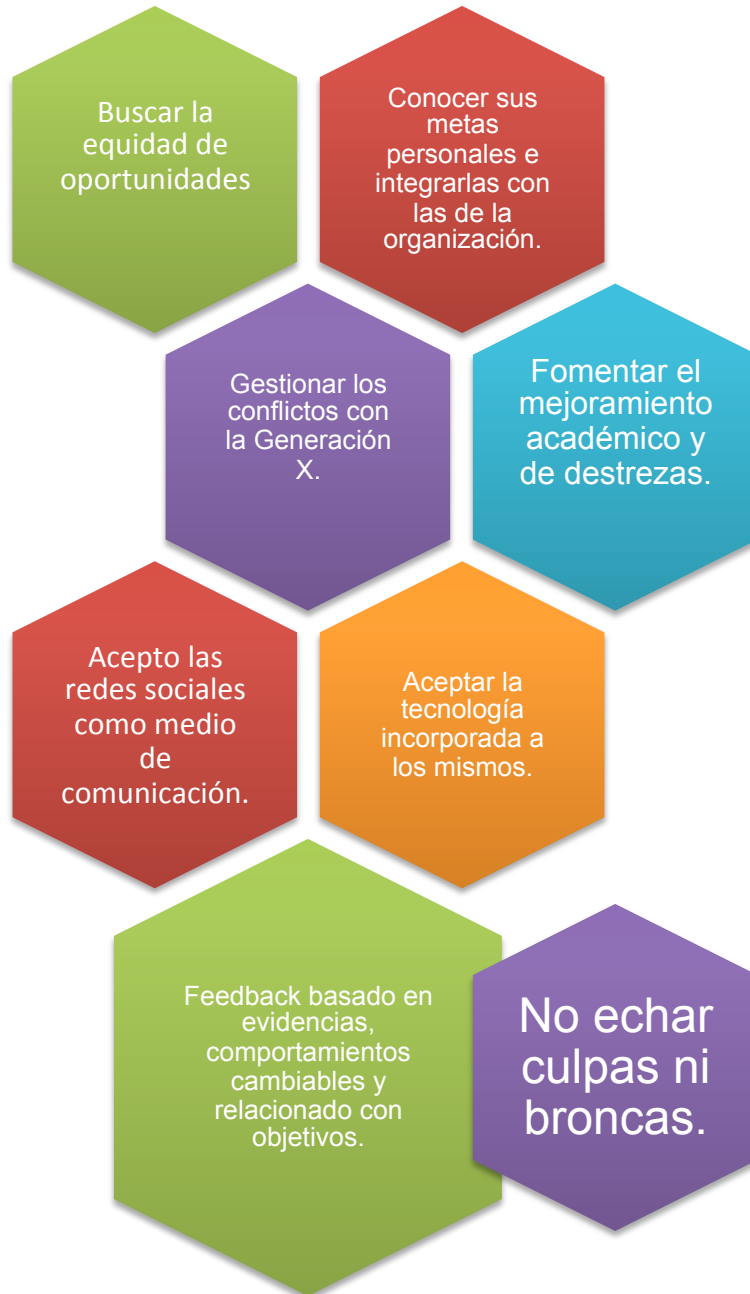 Buscar la
equidad de
oportunidades
Conocer sus
metas
personales e
integrarlas con
las de la
organización.
Gestionar los
conflictos con
la Generación
X.
Fomentar el
mejoramiento
académico y
de destrezas.
Acepto las
redes sociales
como medio
de
comunicación.
Aceptar la
tecnología
incorporada a
los mismos.
Feedback basado en
evidencias,
comportamientos
cambiables y
relacionado con
objetivos.
No echar
culpas ni
broncas.